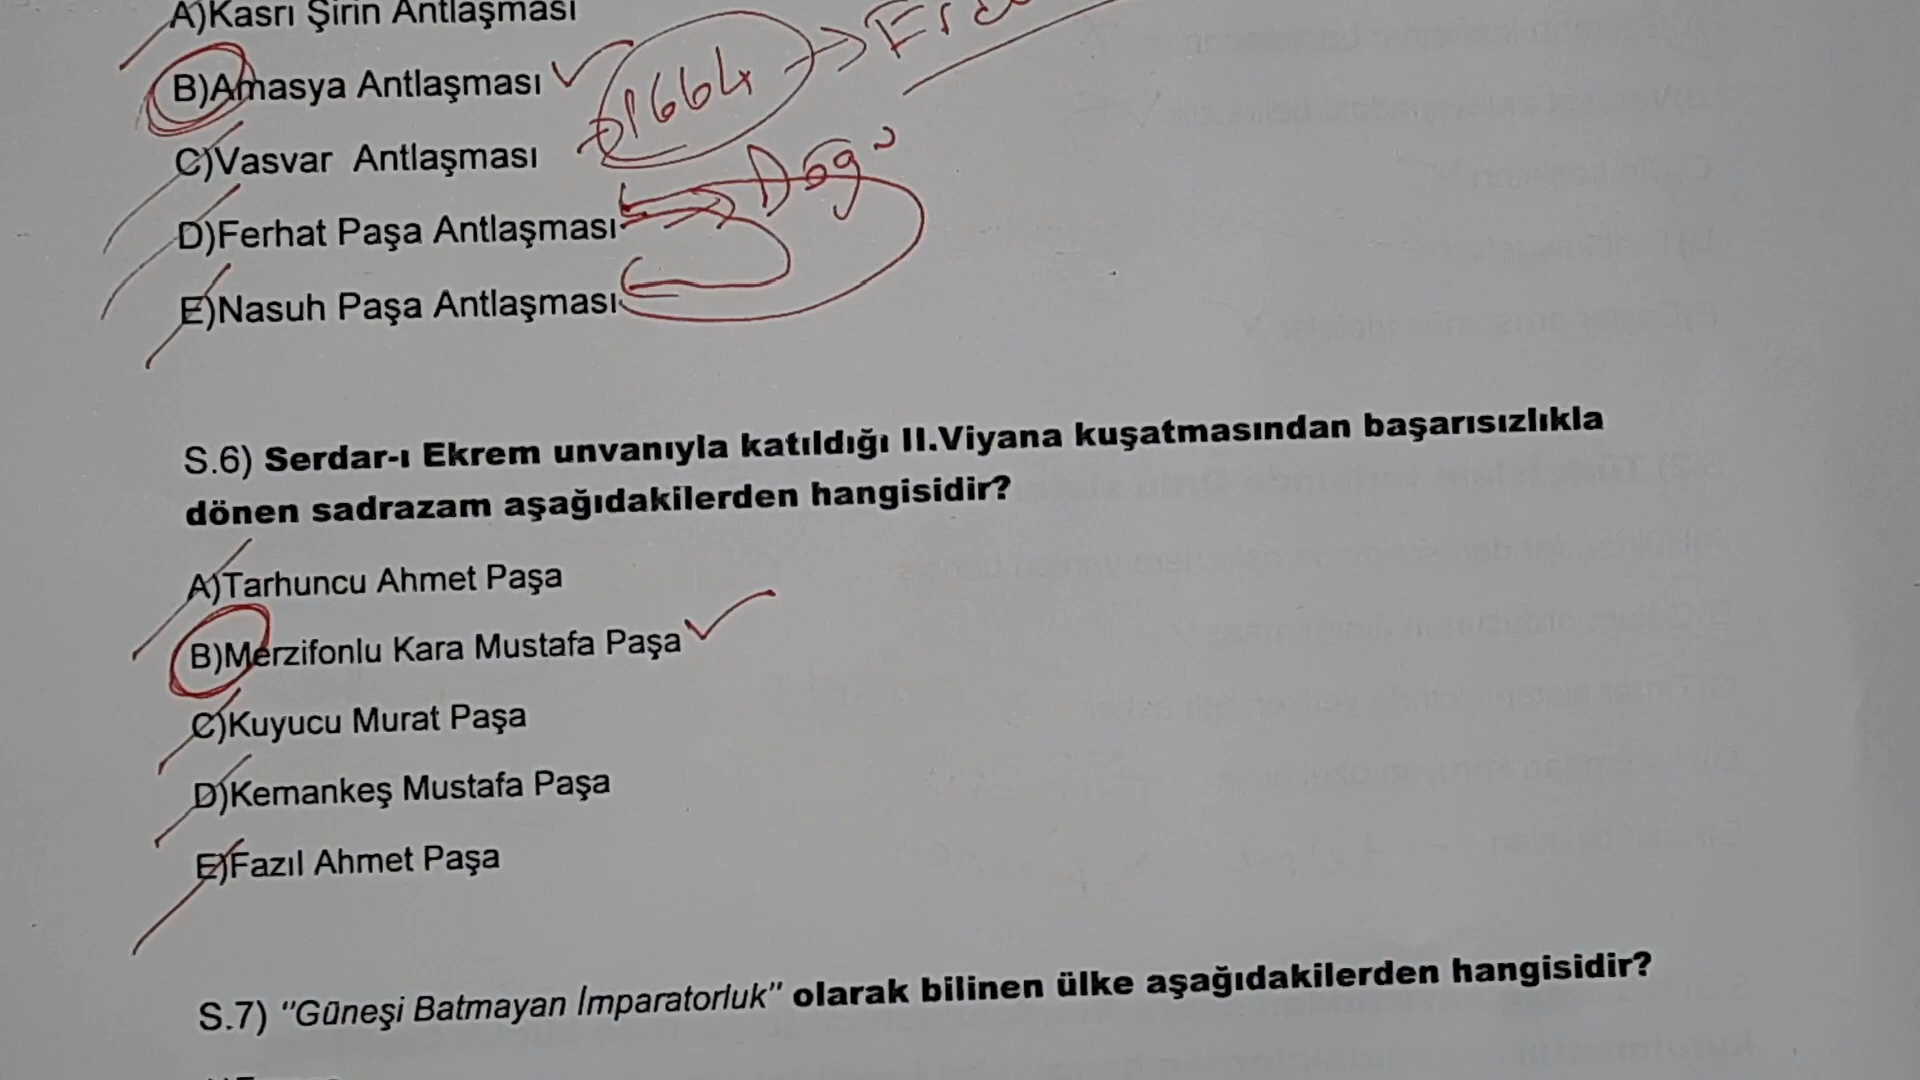 A)Kasrı Şirin Antlaşması
B)Amasya Antlaşması
1664
C)Vasvar Antlaşması
D)Ferhat Paşa Antlaşması
E)Nasuh Paşa Antlaşması
S.6) Serdar-ı Ekrem unvanıyla katıldığı II.Viyana kuşatmasından başarısızlıkla
dönen sadrazam aşağıdakilerden hangisidir?
A)Tarhuncu Ahmet Paşa
B)Merzifonlu Kara Mustafa Paşa
C)Kuyucu Murat Paşa
D)Kemankeş Mustafa Paşa
E)Fazıl Ahmet Paşa
S.7) "Güneşi Batmayan İmparatorluk" olarak bilinen ülke aşağıdakilerden hangisidir?